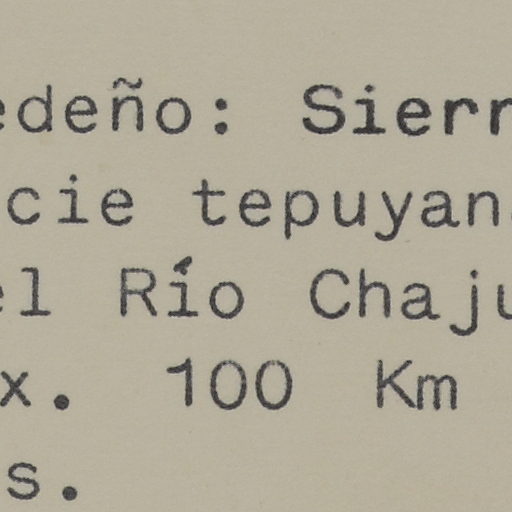 edeño: Sierr
cie tepuyan
el Río Chaju
x. 100 Km
s.